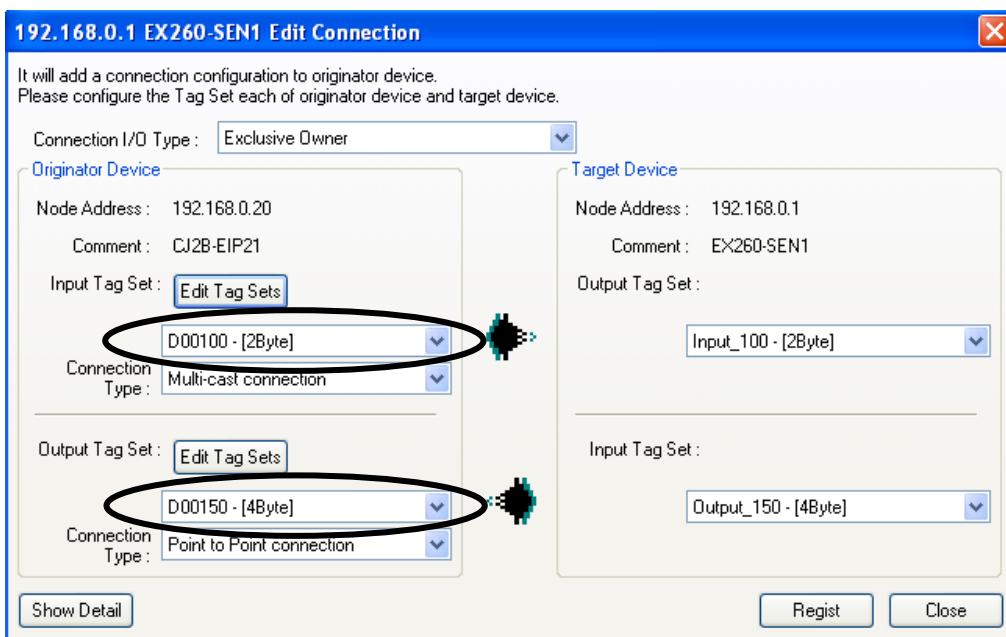 192.168.0.1 EX260-SEN1 Edit Connection
It will add a connection configuration to originator device.
Please configure the Tag Set each of originator device and target device.
Connection I/O Type : Exclusive Owner
Originator Device
Node Address : 192.168.0.20
Comment : CJ2B-EIP21
Input Tag Set : Edit Tag Sets
D00100 - [2Byte]
Connection Type : Multi-cast connection
Output Tag Set : Edit Tag Sets
D00150 - [4Byte]
Connection Type : Point to Point connection
Target Device
Node Address : 192.168.0.1
Comment : EX260-SEN1
Output Tag Set :
Input_100 - [2Byte]
Input Tag Set :
Output_150 - [4Byte]
Show Detail
Regist
Close